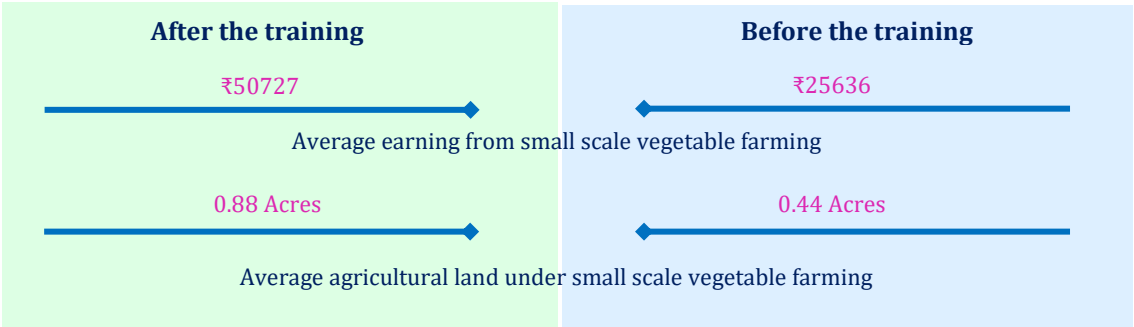 After the training
Before the training
₹50727
₹25636
Average earning from small scale vegetable farming
0.88 Acres
0.44 Acres
Average agricultural land under small scale vegetable farming